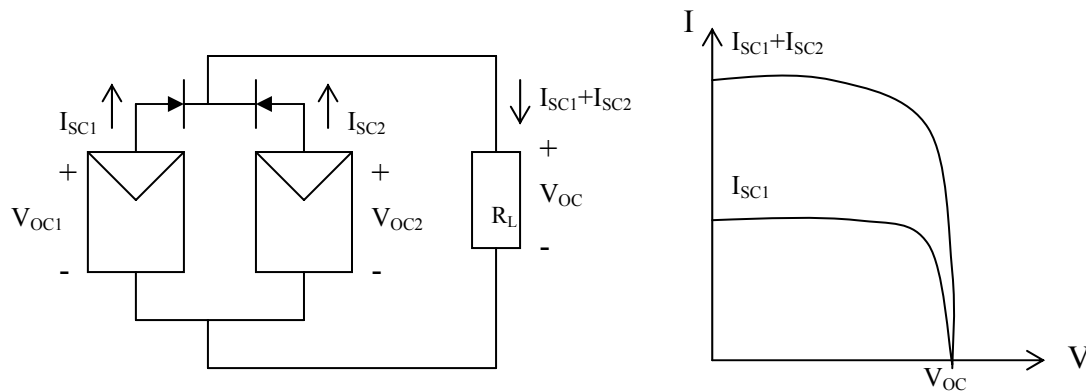 I_SC1
I_SC2
I_SC1+I_SC2
+
V_OC1
-
+
V_OC2
-
R_L
+
V_OC
-
I
I_SC1+I_SC2
I_SC1
V_OC
V